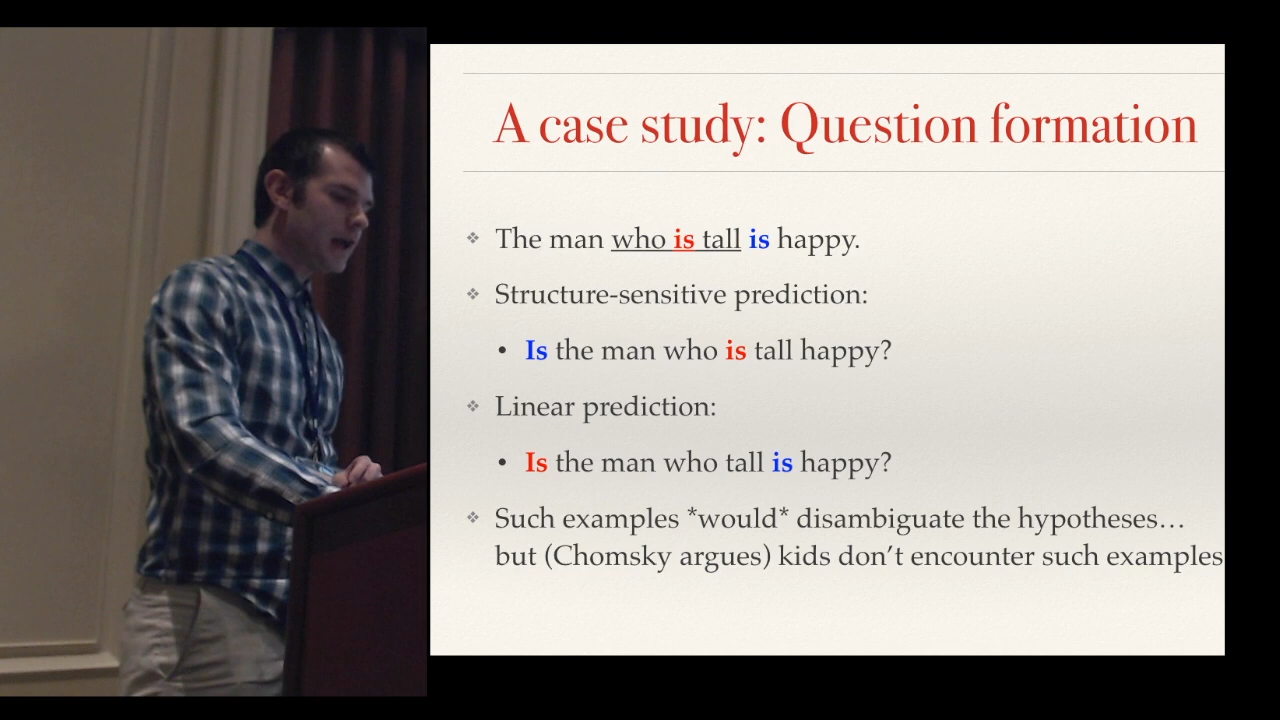 A case study: Question formation
The man who is tall is happy.
Structure-sensitive prediction:
Is the man who is tall happy?
Linear prediction:
Is the man who tall is happy?
Such examples *would* disambiguate the hypotheses…
but (Chomsky argues) kids don’t encounter such examples